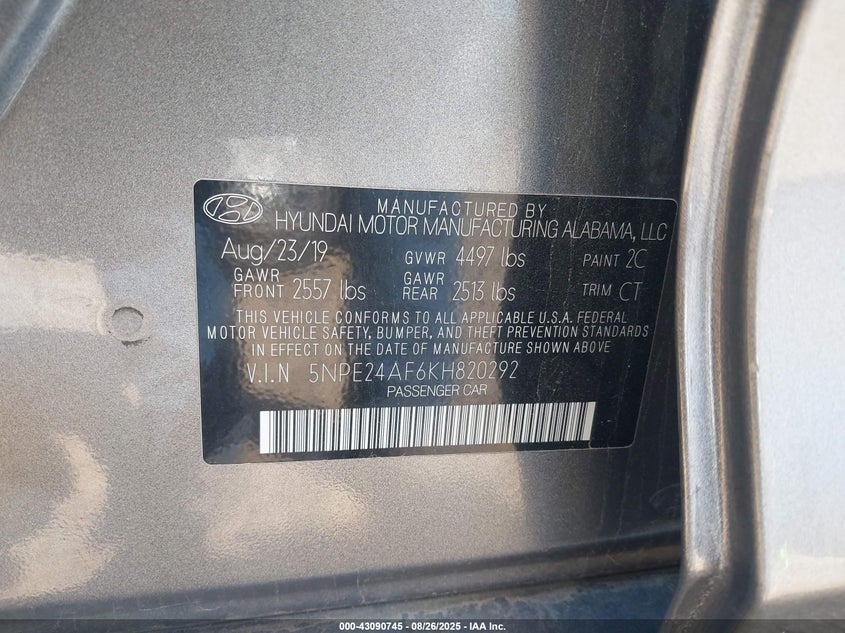 MANUFACTURED BY
HYUNDAI MOTOR MANUFACTURING ALABAMA, LLC
Aug/23/19 GVWR 4497 lbs PAINT 2C
GAWR FRONT 2557 lbs GAWR REAR 2513 lbs TRIM CT
THIS VEHICLE CONFORMS TO ALL APPLICABLE U.S.A. FEDERAL
MOTOR VEHICLE SAFETY, BUMPER, AND THEFT PREVENTION STANDARDS
IN EFFECT ON THE DATE OF MANUFACTURE SHOWN ABOVE
V.I.N 5NPE24AF6KH820292
PASSENGER CAR
000-43090745 - 08/26/2025 - IAA Inc.